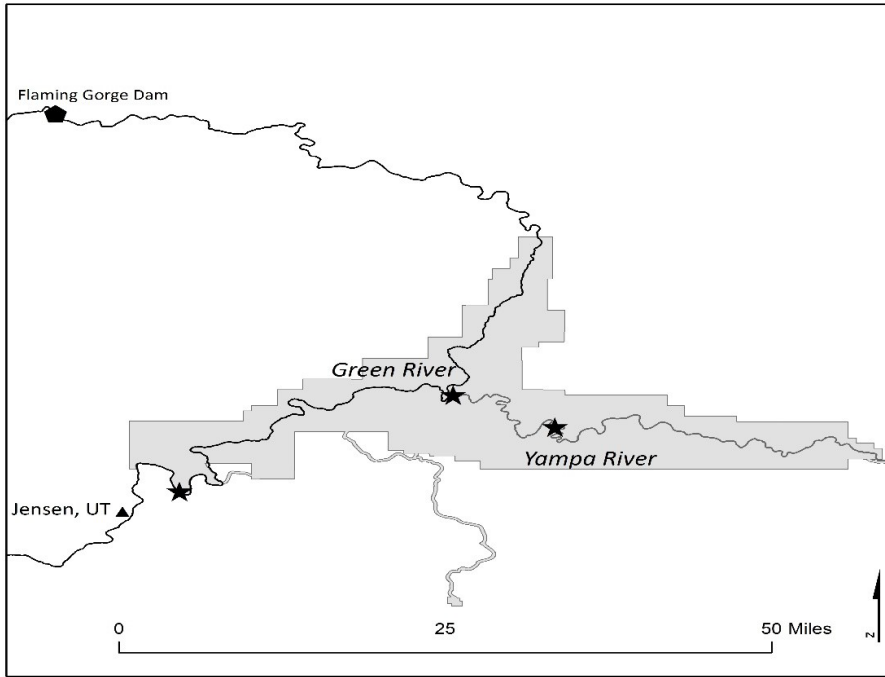 Flaming Gorge Dam
Green River
Yampa River
Jensen, UT
0 25 50 Miles
N